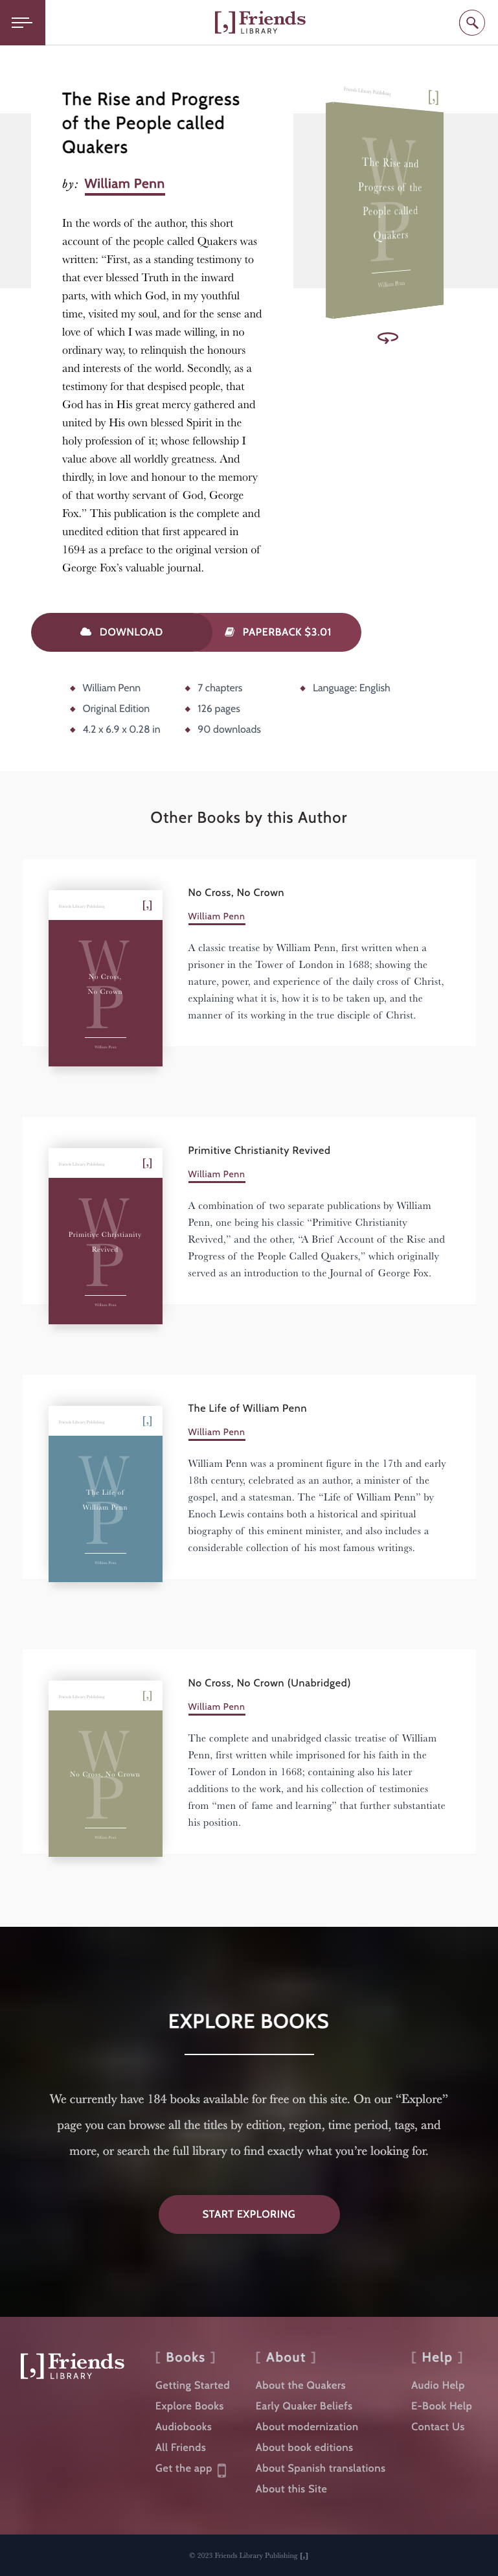 [,] Friends
LIBRARY
The Rise and Progress
of the People called
Quakers
by: William Penn
In the words of the author, this short
account of the people called Quakers was
written: “First, as a standing testimony to
that ever blessed Truth in the inward
parts, with which God, in my youthful
time, visited my soul, and for the sense and
love of which I was made willing, in no
ordinary way, to relinquish the honours
and interests of the world. Secondly, as a
testimony for that despised people, that
God has in His great mercy gathered and
united by His own blessed Spirit in the
holy profession of it; whose fellowship I
value above all worldly greatness. And
thirdly, in love and honour to the memory
of that worthy servant of God, George
Fox.” This publication is the complete and
unedited edition that first appeared in
1694 as a preface to the original version of
George Fox’s valuable journal.
Friends Library Publishing [,]
W
P
The Rise and
Progress of the
People called
Quakers
William Penn
DOWNLOAD
PAPERBACK $3.01
William Penn
Original Edition
4.2 x 6.9 x 0.28 in
7 chapters
126 pages
90 downloads
Language: English
Other Books by this Author
Friends Library Publishing [,]
W
P
No Cross,
No Crown
William Penn
No Cross, No Crown
William Penn
A classic treatise by William Penn, first written when a
prisoner in the Tower of London in 1688; showing the
nature, power, and experience of the daily cross of Christ,
explaining what it is, how it is to be taken up, and the
manner of its working in the true disciple of Christ.
Friends Library Publishing [,]
W
P
Primitive Christianity
Revived
William Penn
Primitive Christianity Revived
William Penn
A combination of two separate publications by William
Penn, one being his classic “Primitive Christianity
Revived,” and the other, “A Brief Account of the Rise and
Progress of the People Called Quakers,” which originally
served as an introduction to the Journal of George Fox.
Friends Library Publishing [,]
W
P
The Life of
William Penn
William Penn
The Life of William Penn
William Penn
William Penn was a prominent figure in the 17th and early
18th century, celebrated as an author, a minister of the
gospel, and a statesman. The “Life of William Penn” by
Enoch Lewis contains both a historical and spiritual
biography of this eminent minister, and also includes a
considerable collection of his most famous writings.
Friends Library Publishing [,]
W
P
No Cross, No Crown
William Penn
No Cross, No Crown (Unabridged)
William Penn
The complete and unabridged classic treatise of William
Penn, first written while imprisoned for his faith in the
Tower of London in 1668; containing also his later
additions to the work, and his collection of testimonies
from “men of fame and learning” that further substantiate
his position.
EXPLORE BOOKS
We currently have 184 books available for free on this site. On our “Explore”
page you can browse all the titles by edition, region, time period, tags, and
more, or search the full library to find exactly what you’re looking for.
START EXPLORING
[,] Friends
LIBRARY
[ Books ]
Getting Started
Explore Books
Audiobooks
All Friends
Get the app
[ About ]
About the Quakers
Early Quaker Beliefs
About modernization
About book editions
About Spanish translations
About this Site
[ Help ]
Audio Help
E-Book Help
Contact Us
© 2023 Friends Library Publishing [,]